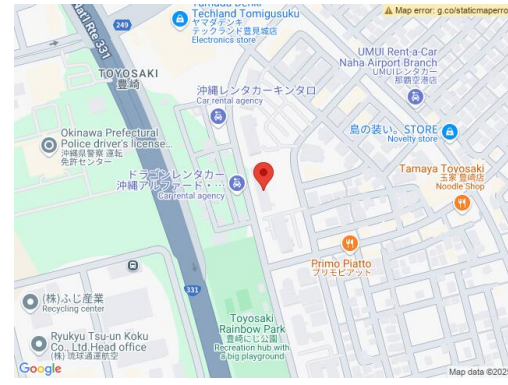 Techland Tomigusuku
ヤマダデンキ
テックランド豊見城店
Electronics store
Map error: g.co/staticmaperro
249
Nat'l Rte 331
TOYOSAKI
豊崎
UMUI Rent-a-Car
Naha Airport Branch
UMUIレンタカー
那覇空港店
沖縄レンタカーキンタロ
Car rental agency
島の装い。STORE
Novelty store
Okinawa Prefectural
Police driver's license...
沖縄県警察 運転
免許センター
ドラゴンレンタカー
沖縄アルファード・…
Car rental agency
Tamaya Toyosaki
玉家 豊崎店
Noodle Shop
Primo Piatto
プリモピアット
331
(株)ふじ産業
Recycling center
Toyosaki
Rainbow Park
豊崎にじ公園
Recreation hub with
a big playground
Ryukyu Tsu-un Koku
Co., Ltd.Head office
(株) 琉球通運航空
Google
Map data ©2025